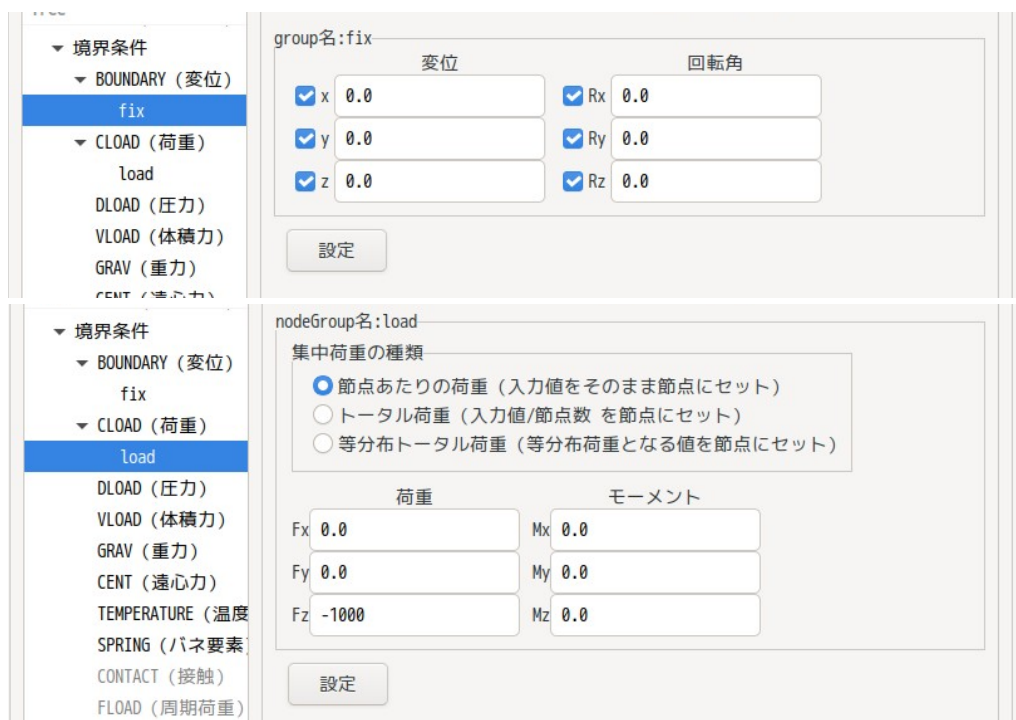 境界条件
BOUNDARY (変位)
fix
CLOAD (荷重)
load
DLOAD (圧力)
VLOAD (体積力)
GRAV (重力)
group名:fix
変位 回転角
x 0.0 Rx 0.0
y 0.0 Ry 0.0
z 0.0 Rz 0.0
設定
境界条件
BOUNDARY (変位)
fix
CLOAD (荷重)
load
DLOAD (圧力)
VLOAD (体積力)
GRAV (重力)
CENT (遠心力)
TEMPERATURE (温度
SPRING (バネ要素)
CONTACT (接触)
FLOAD (周期荷重)
nodeGroup名:load
集中荷重の種類
節点あたりの荷重 (入力値をそのまま節点にセット)
トータル荷重 (入力値/節点数 を節点にセット)
等分布トータル荷重 (等分布荷重となる値を節点にセット)
荷重 モーメント
Fx 0.0 Mx 0.0
Fy 0.0 My 0.0
Fz -1000 Mz 0.0
設定